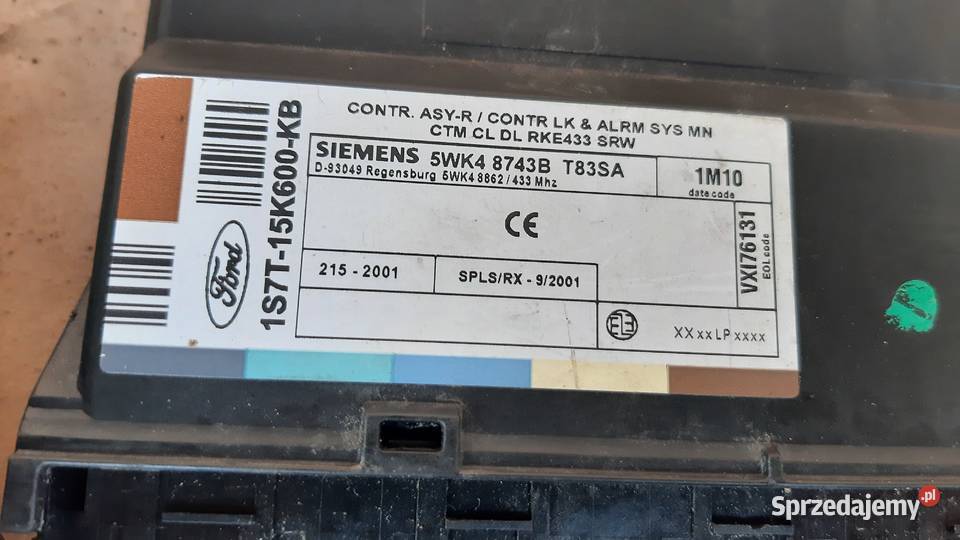 CONTR. ASY-R / CONTR LK & ALRM SYS MN
CTM CL DL RKE433 SRW
SIEMENS 5WK4 8743B T83SA
D-93049 Regensburg 5WK4 8862 / 433 Mhz
1M10
date code
CE
VXI76131
EOL code
215 - 2001
SPLS/RX - 9/2001
XX xx LP xxxx
Ford
1S7T-15K600-KB
Sprzedajemy.pl